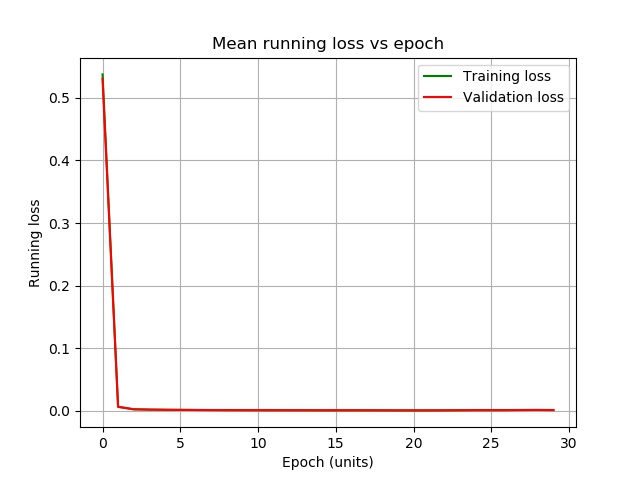 Mean running loss vs epoch
Training loss
Validation loss
0.5
0.4
0.3
0.2
0.1
0.0
Running loss
0 5 10 15 20 25 30
Epoch (units)